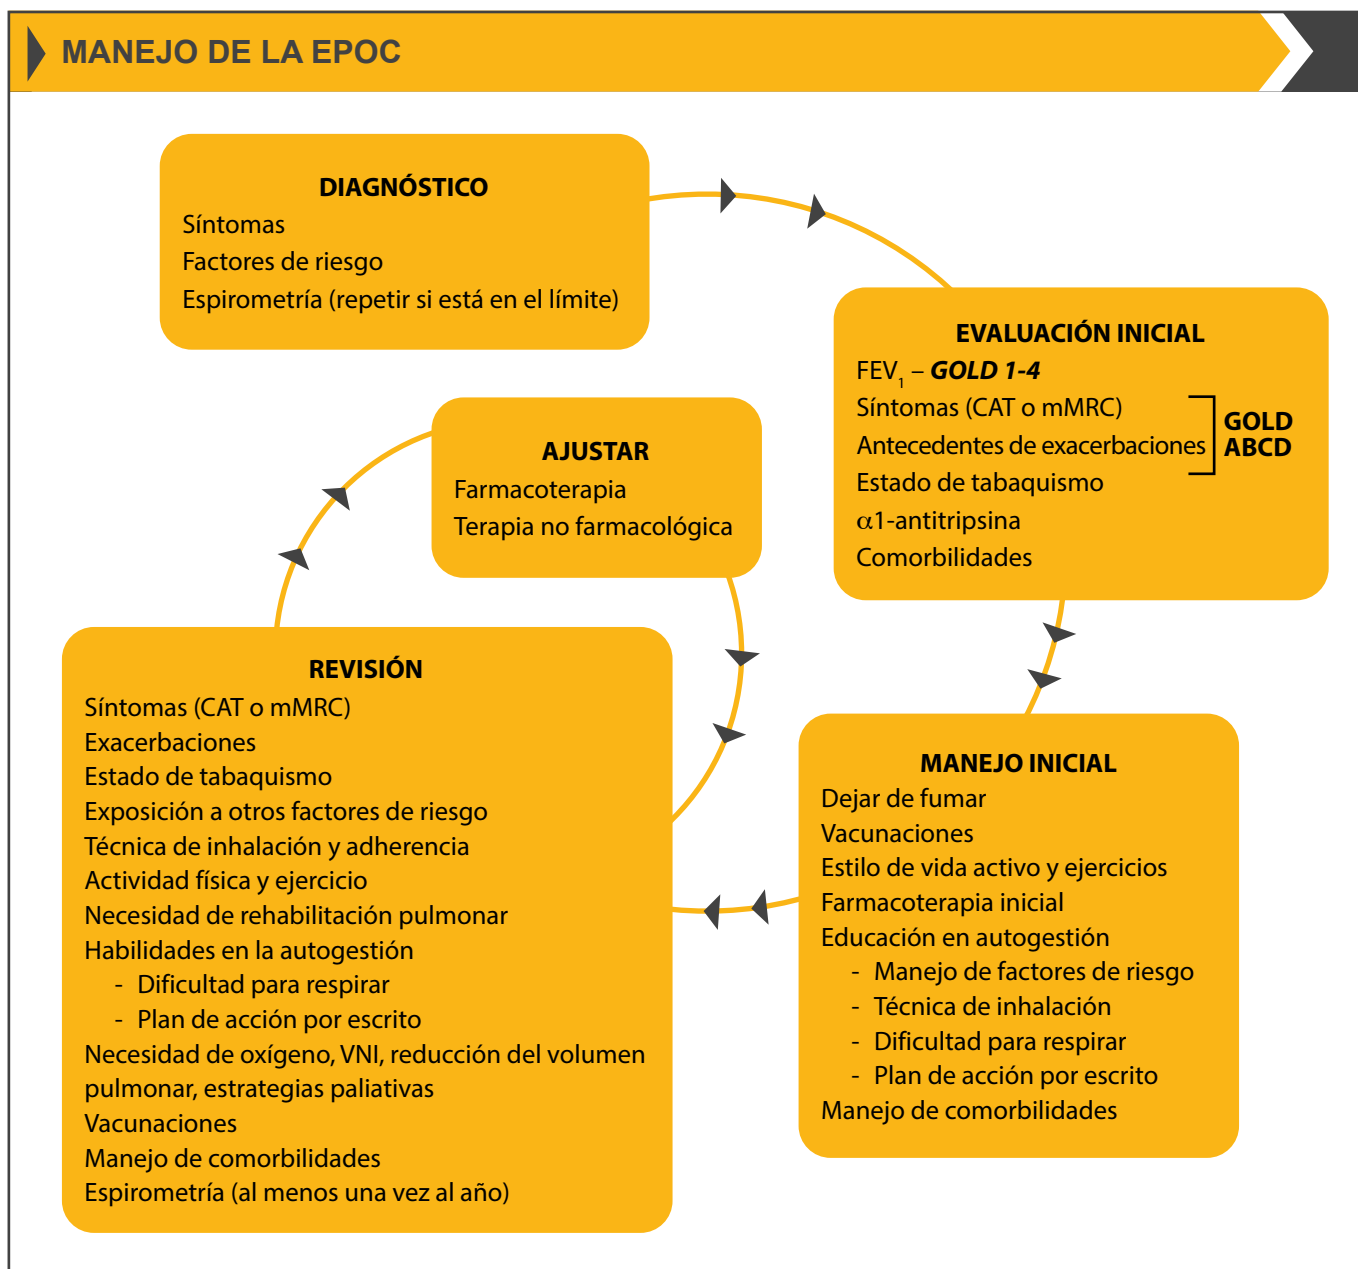 MANEJO DE LA EPOC
DIAGNÓSTICO
Síntomas
Factores de riesgo
Espirometría (repetir si está en el límite)
EVALUACIÓN INICIAL
FEV₁ – GOLD 1-4
Síntomas (CAT o mMRC)
Antecedentes de exacerbaciones
GOLD
ABCD
Estado de tabaquismo
α1-antitripsina
Comorbilidades
AJUSTAR
Farmacoterapia
Terapia no farmacológica
REVISIÓN
Síntomas (CAT o mMRC)
Exacerbaciones
Estado de tabaquismo
Exposición a otros factores de riesgo
Técnica de inhalación y adherencia
Actividad física y ejercicio
Necesidad de rehabilitación pulmonar
Habilidades en la autogestión
- Dificultad para respirar
- Plan de acción por escrito
Necesidad de oxígeno, VNI, reducción del volumen
pulmonar, estrategias paliativas
Vacunaciones
Manejo de comorbilidades
Espirometría (al menos una vez al año)
MANEJO INICIAL
Dejar de fumar
Vacunaciones
Estilo de vida activo y ejercicios
Farmacoterapia inicial
Educación en autogestión
- Manejo de factores de riesgo
- Técnica de inhalación
- Dificultad para respirar
- Plan de acción por escrito
Manejo de comorbilidades